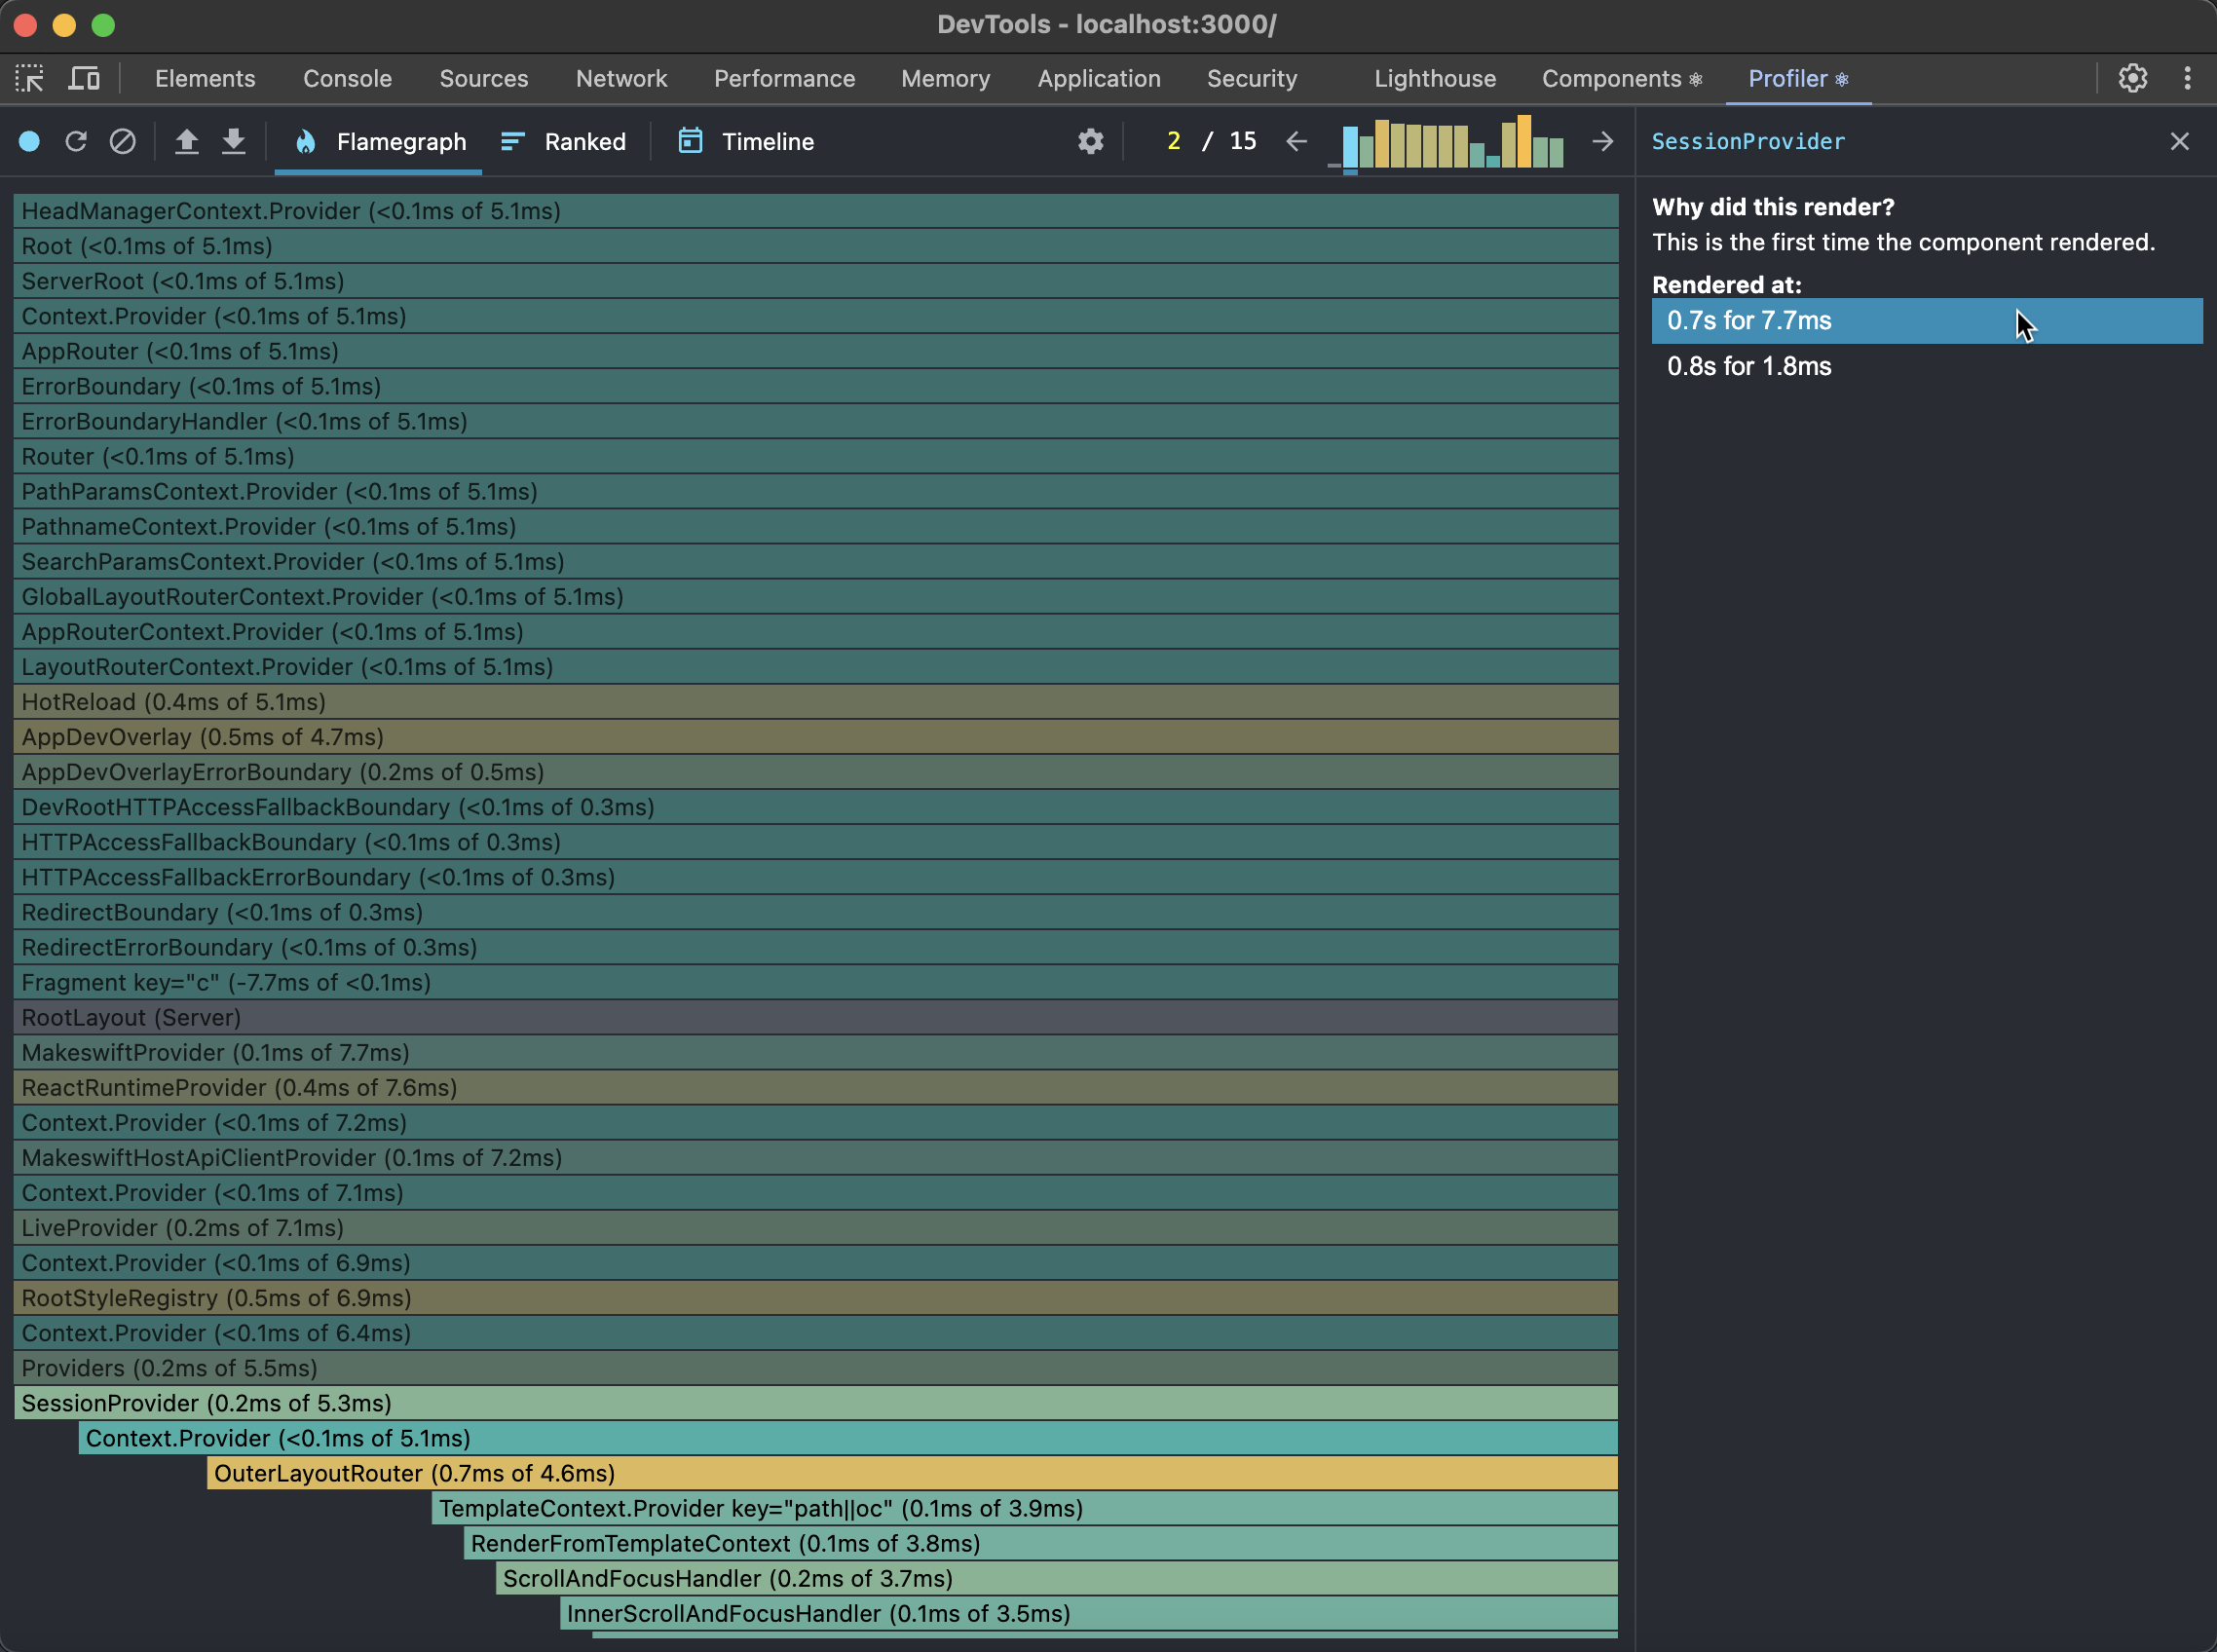 DevTools - localhost:3000/
Elements Console Sources Network Performance Memory Application Security Lighthouse Components ⚛ Profiler ⚛
Flamegraph Ranked Timeline 2 / 15 SessionProvider
HeadManagerContext.Provider (<0.1ms of 5.1ms)
Root (<0.1ms of 5.1ms)
ServerRoot (<0.1ms of 5.1ms)
Context.Provider (<0.1ms of 5.1ms)
AppRouter (<0.1ms of 5.1ms)
ErrorBoundary (<0.1ms of 5.1ms)
ErrorBoundaryHandler (<0.1ms of 5.1ms)
Router (<0.1ms of 5.1ms)
PathParamsContext.Provider (<0.1ms of 5.1ms)
PathnameContext.Provider (<0.1ms of 5.1ms)
SearchParamsContext.Provider (<0.1ms of 5.1ms)
GlobalLayoutRouterContext.Provider (<0.1ms of 5.1ms)
AppRouterContext.Provider (<0.1ms of 5.1ms)
LayoutRouterContext.Provider (<0.1ms of 5.1ms)
HotReload (0.4ms of 5.1ms)
AppDevOverlay (0.5ms of 4.7ms)
AppDevOverlayErrorBoundary (0.2ms of 0.5ms)
DevRootHTTPAccessFallbackBoundary (<0.1ms of 0.3ms)
HTTPAccessFallbackBoundary (<0.1ms of 0.3ms)
HTTPAccessFallbackErrorBoundary (<0.1ms of 0.3ms)
RedirectBoundary (<0.1ms of 0.3ms)
RedirectErrorBoundary (<0.1ms of 0.3ms)
Fragment key="c" (-7.7ms of <0.1ms)
RootLayout (Server)
MakeswiftProvider (0.1ms of 7.7ms)
ReactRuntimeProvider (0.4ms of 7.6ms)
Context.Provider (<0.1ms of 7.2ms)
MakeswiftHostApiClientProvider (0.1ms of 7.2ms)
Context.Provider (<0.1ms of 7.1ms)
LiveProvider (0.2ms of 7.1ms)
Context.Provider (<0.1ms of 6.9ms)
RootStyleRegistry (0.5ms of 6.9ms)
Context.Provider (<0.1ms of 6.4ms)
Providers (0.2ms of 5.5ms)
SessionProvider (0.2ms of 5.3ms)
Context.Provider (<0.1ms of 5.1ms)
OuterLayoutRouter (0.7ms of 4.6ms)
TemplateContext.Provider key="path||oc" (0.1ms of 3.9ms)
RenderFromTemplateContext (0.1ms of 3.8ms)
ScrollAndFocusHandler (0.2ms of 3.7ms)
InnerScrollAndFocusHandler (0.1ms of 3.5ms)
Why did this render?
This is the first time the component rendered.
Rendered at:
0.7s for 7.7ms
0.8s for 1.8ms